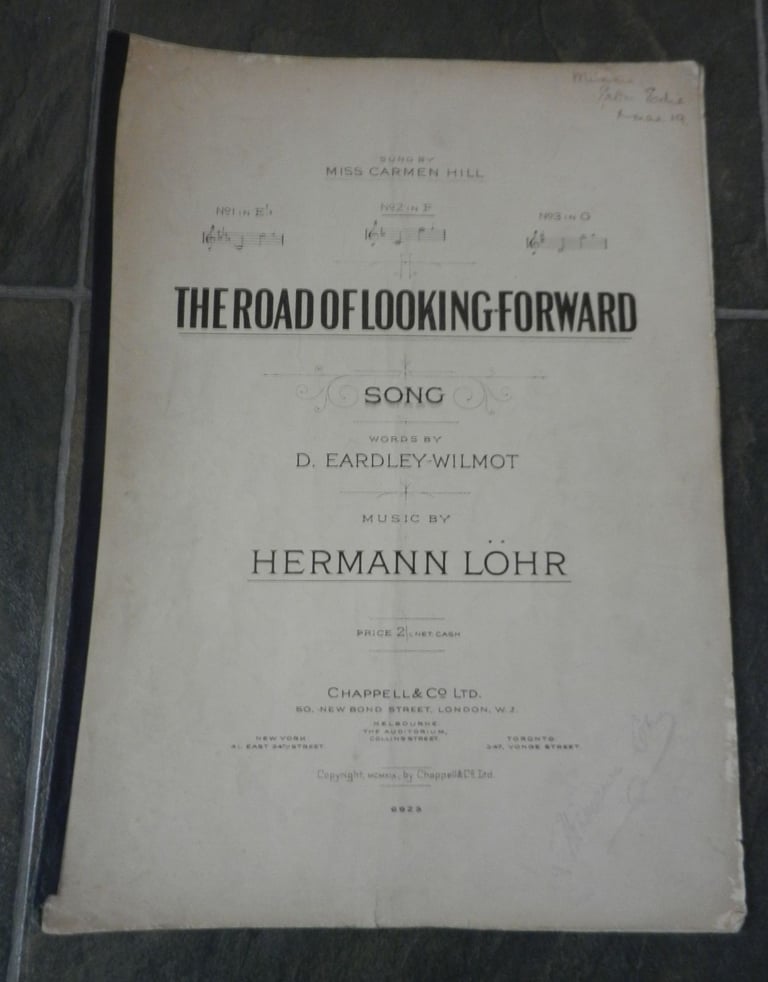 SUNG BY
MISS CARMEN HILL
No1 IN E♭
No2 IN F
No3 IN G
THE ROAD OF LOOKING-FORWARD
SONG
WORDS BY
D. EARDLEY-WILMOT
MUSIC BY
HERMANN LÖHR
PRICE 2/- NET. CASH
CHAPPELL & Co LTD.
50, NEW BOND STREET, LONDON, W.1.
NEW YORK
41, EAST 34TH STREET.
MELBOURNE
THE AUDITORIUM,
COLLINS STREET.
TORONTO
347, YONGE STREET
Copyright, MCMXIX, by Chappell & Co. Ltd.